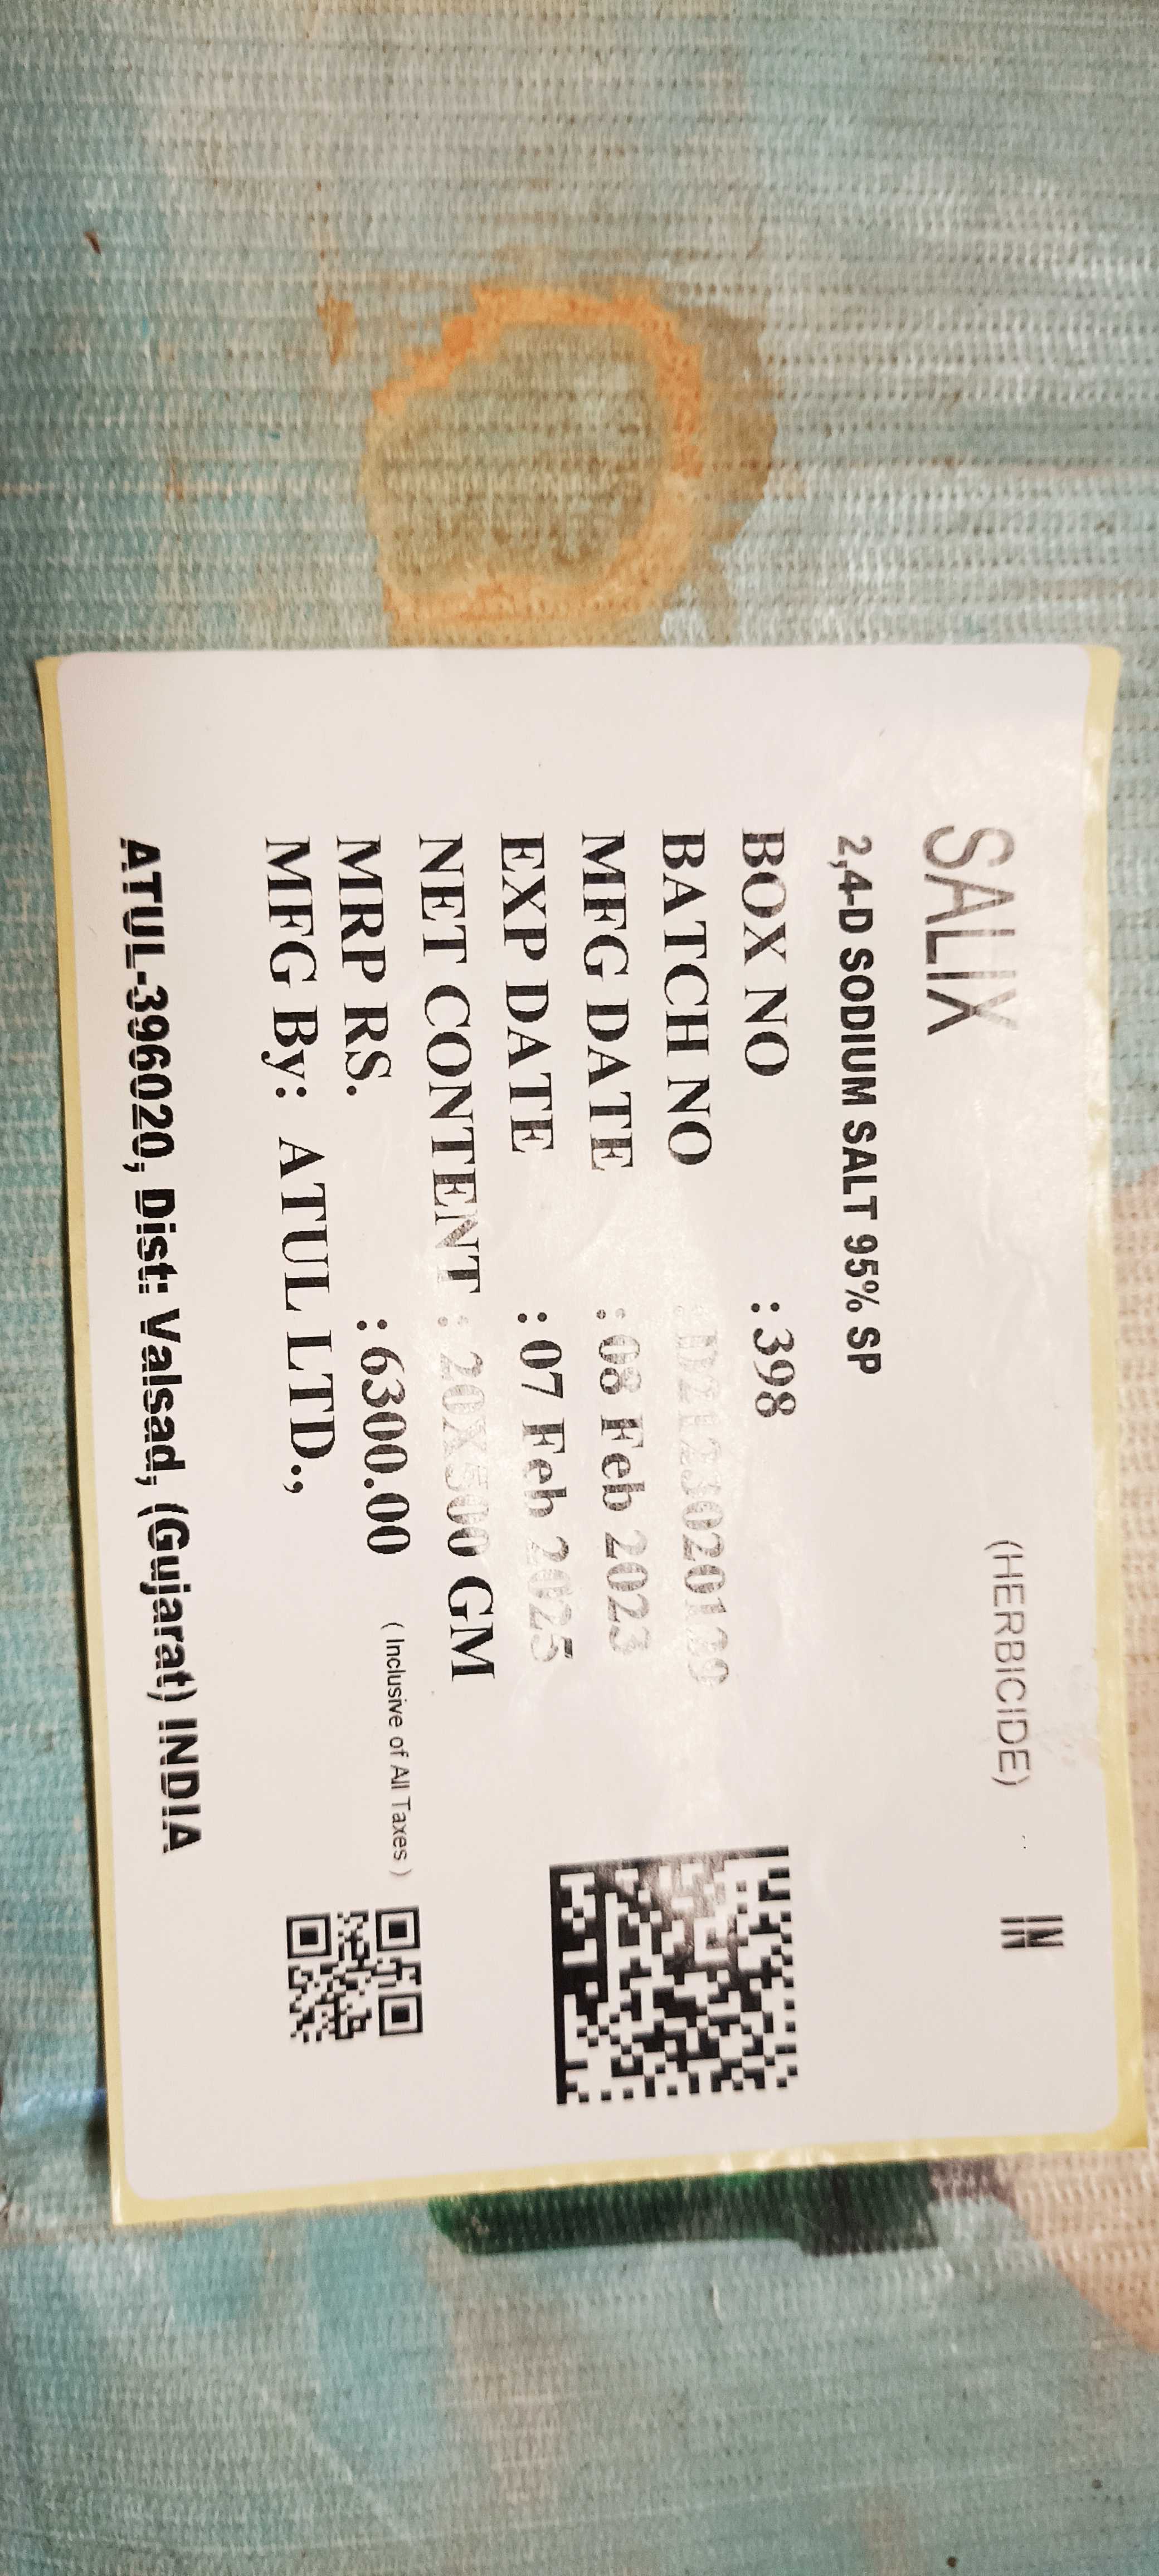 SALIX (HERBICIDE) IN
2,4-D SODIUM SALT 95% SP
BOX NO : 398
BATCH NO
MFG DATE : 08 Feb 2023
EXP DATE : 07 Feb 2025
NET CONTENT : 20X500 GM
MRP RS. : 6300.00 ( Inclusive of All Taxes )
MFG By: ATUL LTD.,
ATUL-396020, Dist: Valsad, (Gujarat) INDIA